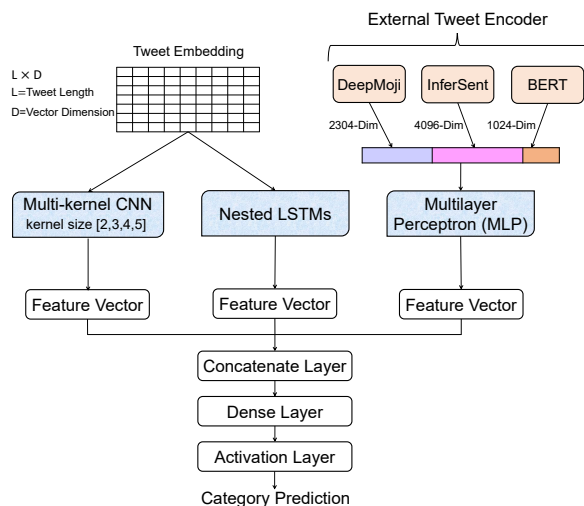 External Tweet Encoder
Tweet Embedding
L × D
L=Tweet Length
D=Vector Dimension
DeepMoji
InferSent
BERT
2304-Dim
4096-Dim
1024-Dim
Multi-kernel CNN
kernel size [2,3,4,5]
Nested LSTMs
Multilayer
Perceptron (MLP)
Feature Vector
Feature Vector
Feature Vector
Concatenate Layer
Dense Layer
Activation Layer
Category Prediction